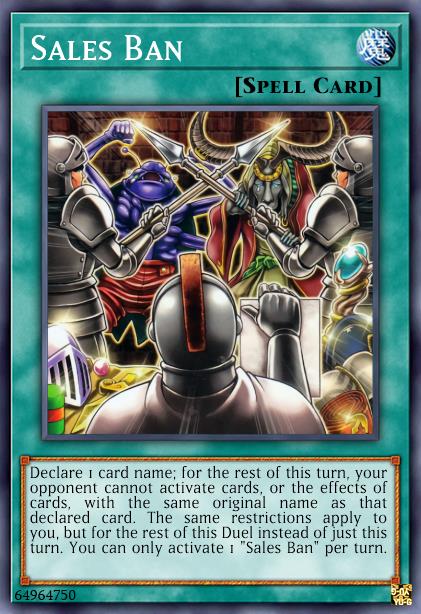 Sales Ban
[Spell Card]
Declare 1 card name; for the rest of this turn, your
opponent cannot activate cards, or the effects of
cards, with the same original name as that
declared card. The same restrictions apply to
you, but for the rest of this Duel instead of just this
turn. You can only activate 1 "Sales Ban" per turn.
64964750